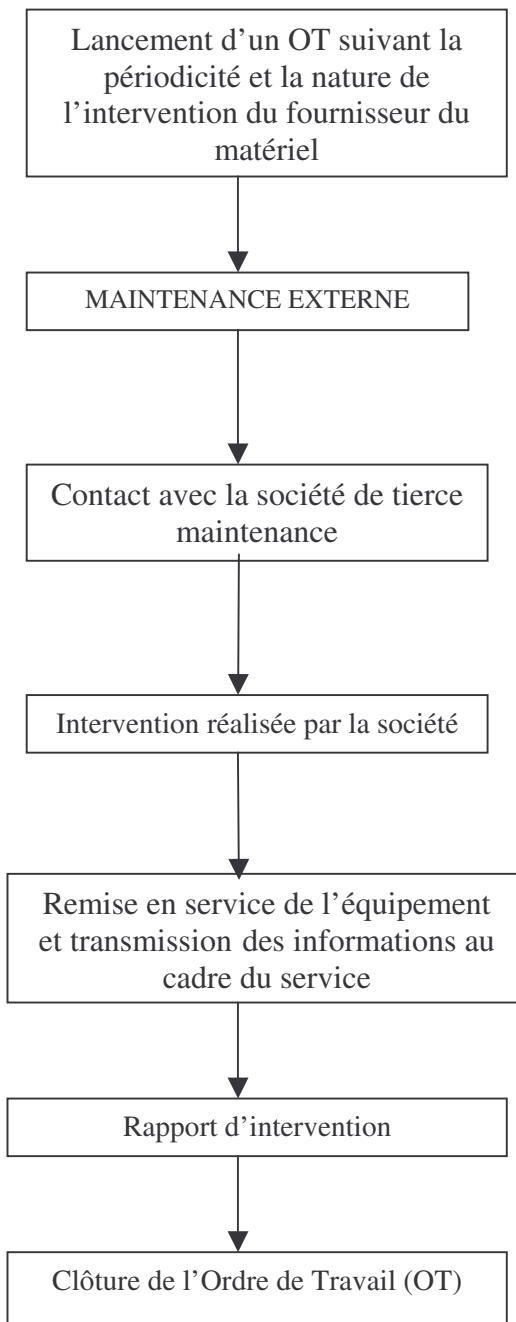 Lancement d’un OT suivant la
périodicité et la nature de
l’intervention du fournisseur du
matériel
MAINTENANCE EXTERNE
Contact avec la société de tierce
maintenance
Intervention réalisée par la société
Remise en service de l’équipement
et transmission des informations au
cadre du service
Rapport d’intervention
Clôture de l’Ordre de Travail (OT)